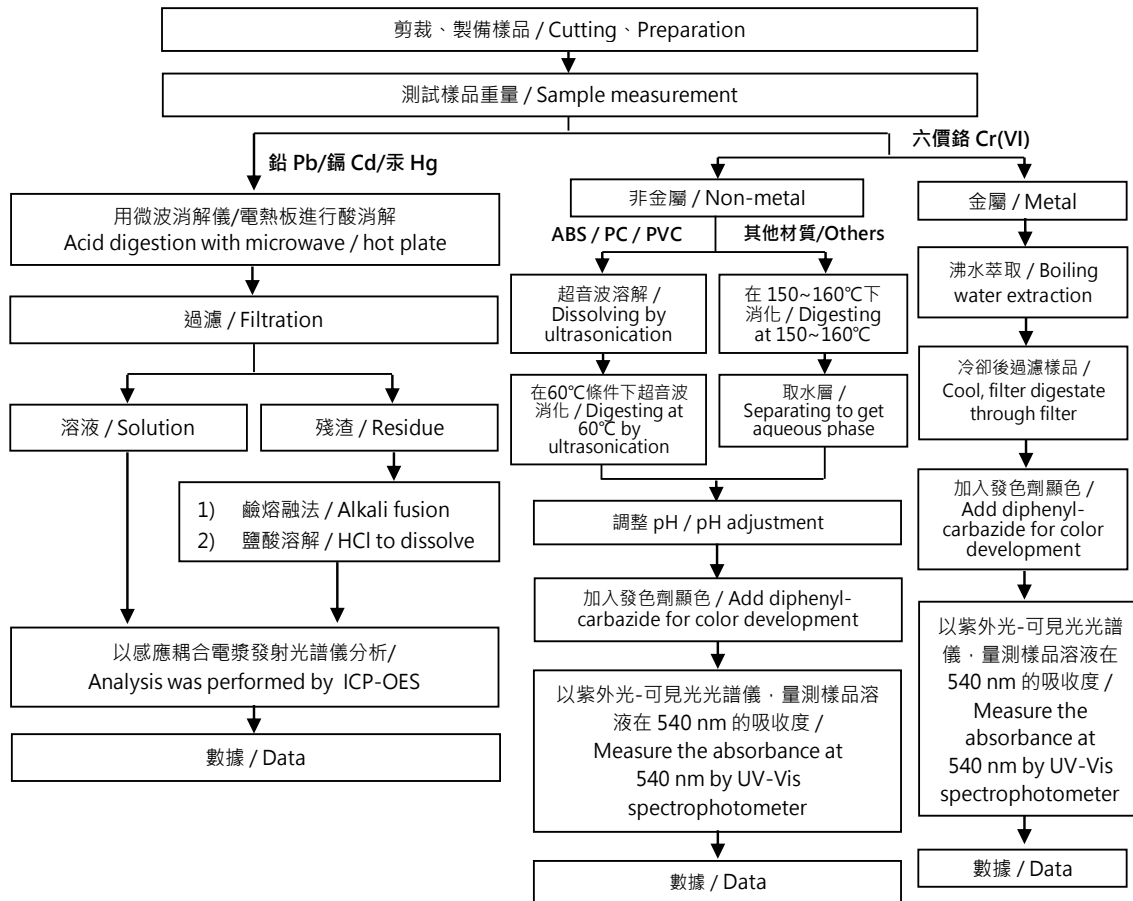 剪裁、製備樣品 / Cutting、Preparation
測試樣品重量 / Sample measurement
鉛 Pb/鎘 Cd/汞 Hg
六價鉻 Cr(VI)
用微波消解儀/電熱板進行酸消解
Acid digestion with microwave / hot plate
過濾 / Filtration
溶液 / Solution
殘渣 / Residue
1) 鹼熔融法 / Alkali fusion
2) 鹽酸溶解 / HCl to dissolve
以感應耦合電漿發射光譜儀分析/
Analysis was performed by ICP-OES
數據 / Data
非金屬 / Non-metal
ABS / PC / PVC
其他材質/Others
超音波溶解 /
Dissolving by
ultrasonication
在 150~160℃下
消化 / Digesting
at 150~160℃
在60℃條件下超音波
消化 / Digesting at
60℃ by
ultrasonication
取水層 /
Separating to get
aqueous phase
調整 pH / pH adjustment
加入發色劑顯色 / Add diphenyl-
carbazide for color development
以紫外光-可見光光譜儀，量測樣品溶
液在 540 nm 的吸收度 /
Measure the absorbance at
540 nm by UV-Vis
spectrophotometer
數據 / Data
金屬 / Metal
沸水萃取 / Boiling
water extraction
冷卻後過濾樣品 /
Cool, filter digestate
through filter
加入發色劑顯色 /
Add diphenyl-
carbazide for color
development
以紫外光-可見光光譜
儀，量測樣品溶液在
540 nm 的吸收度 /
Measure the
absorbance at
540 nm by UV-Vis
spectrophotometer
數據 / Data